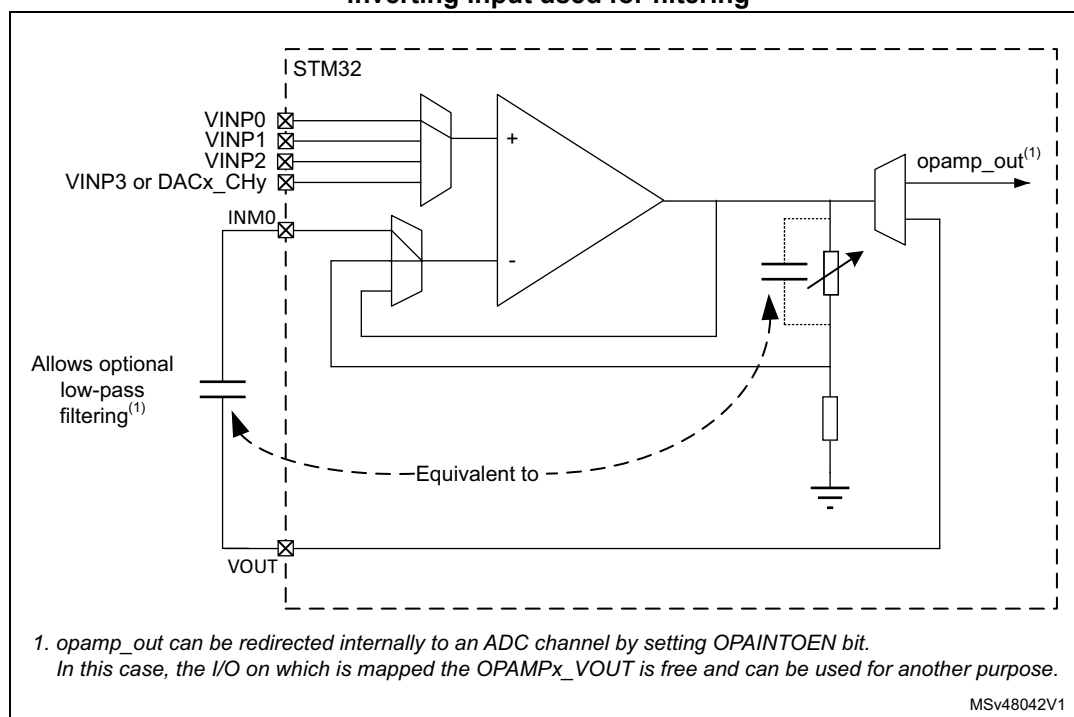 Inverting input used for filtering
STM32
VINP0
VINP1
VINP2
VINP3 or DACx_CHy
INM0
+
-
opamp_out(1)
Allows optional
low-pass
filtering(1)
Equivalent to
VOUT
1. opamp_out can be redirected internally to an ADC channel by setting OPAINTOEN bit.
In this case, the I/O on which is mapped the OPAMPx_VOUT is free and can be used for another purpose.
MSv48042V1